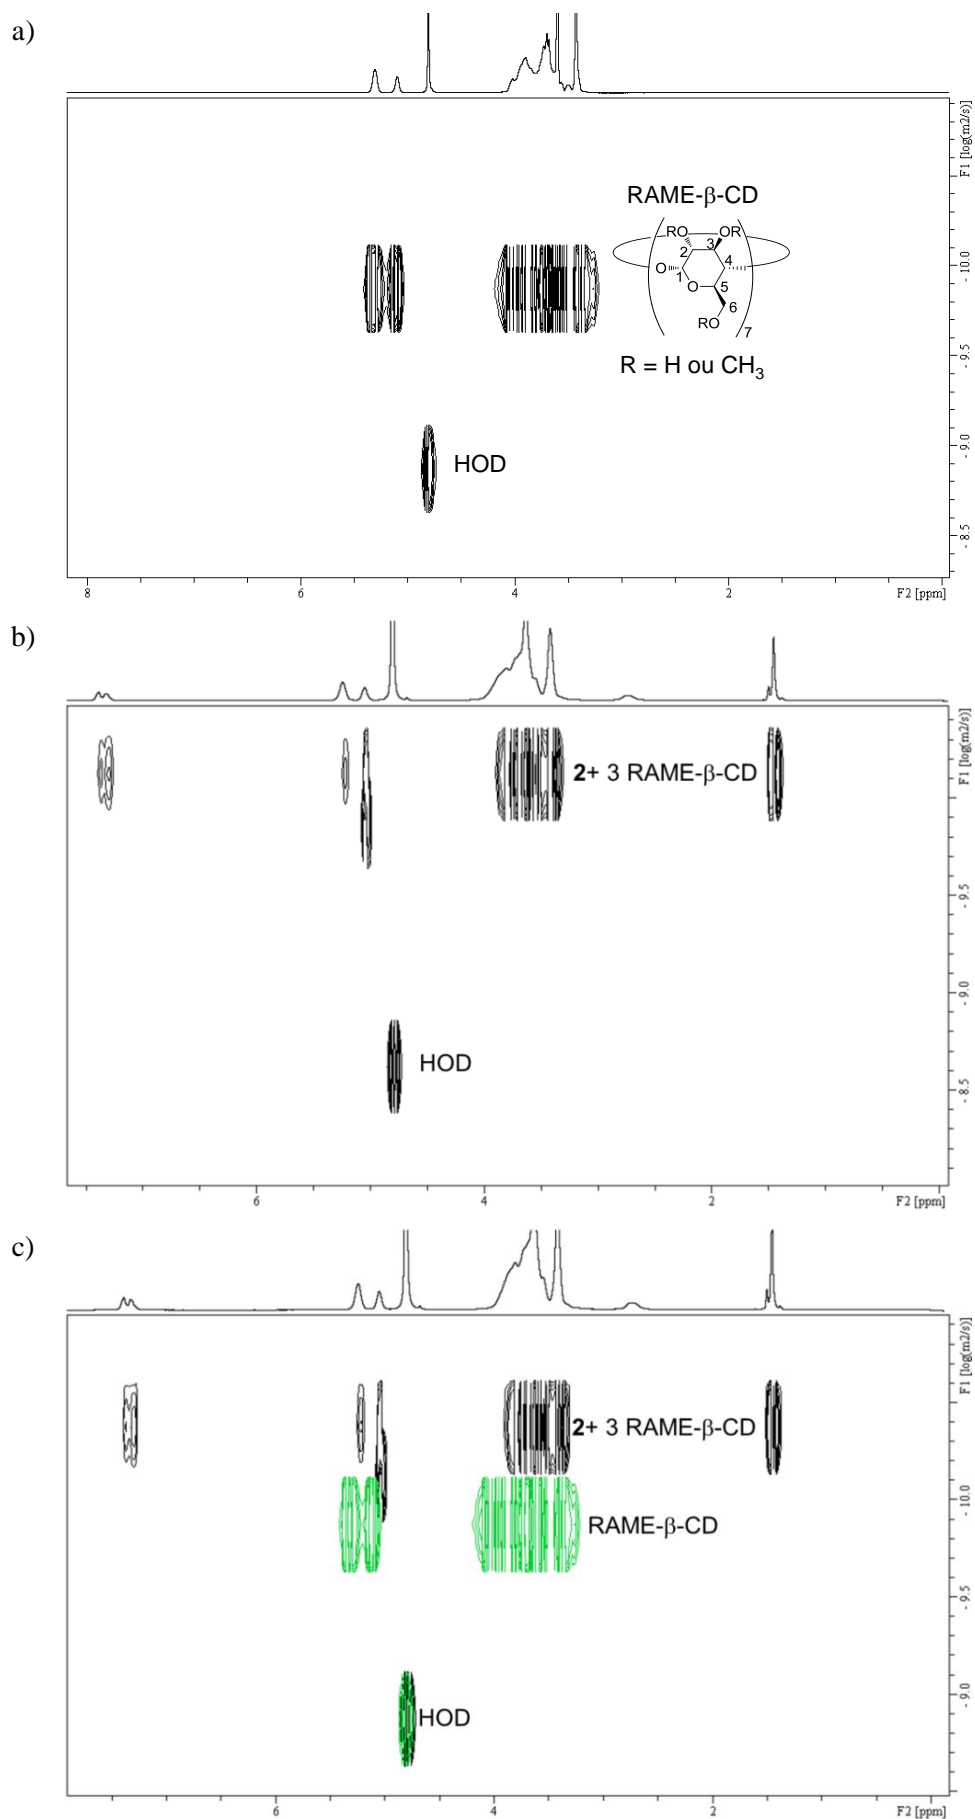 a)
F1 [log(m2/s)]
RAME-β-CD
RO
OR
3
2
4
O
1
O
5
6
RO
7
R = H ou CH3
- 10.0
- 9.5
- 9.0
- 8.5
HOD
8
6
4
2
F2 [ppm]
b)
F1 [log(m2/s)]
2+ 3 RAME-β-CD
- 9.5
- 9.0
- 8.5
HOD
6
4
2
F2 [ppm]
c)
F1 [log(m2/s)]
2+ 3 RAME-β-CD
- 10.0
RAME-β-CD
- 9.5
- 9.0
HOD
6
4
2
F2 [ppm]